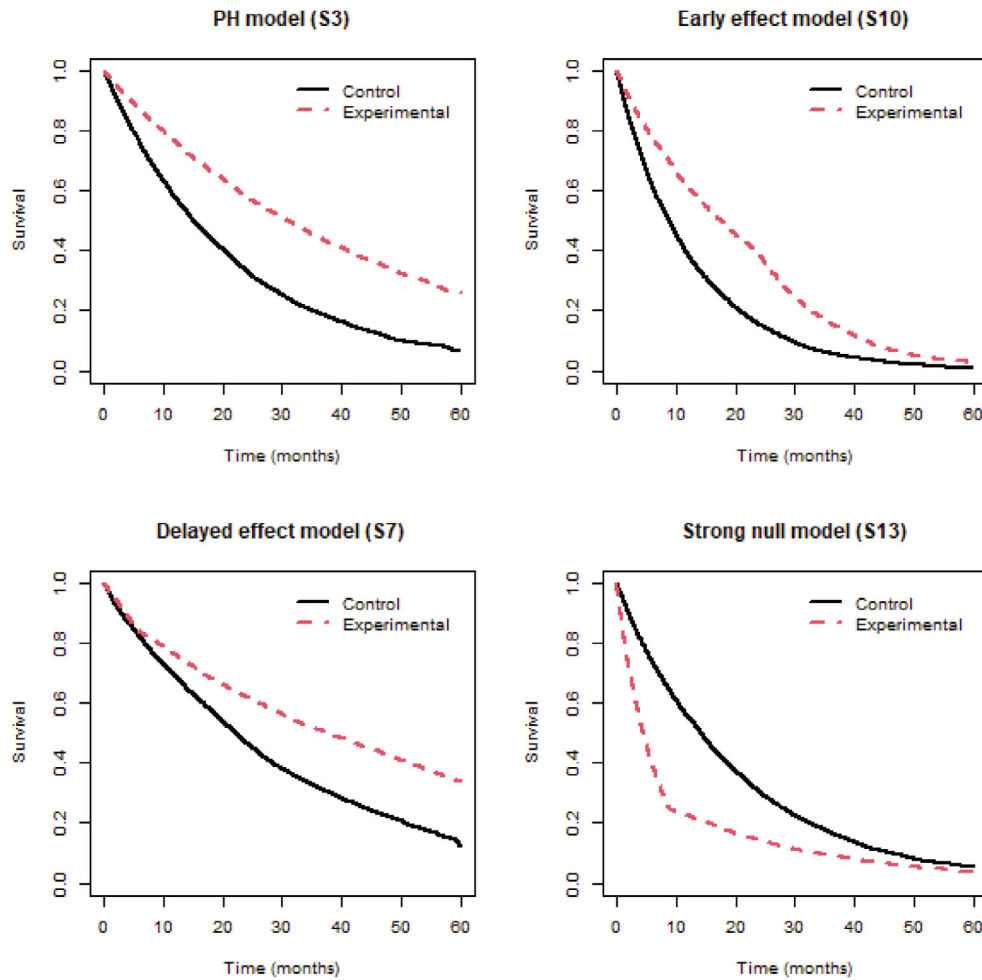 PH model (S3)
Survival
0.0 0.2 0.4 0.6 0.8 1.0
Control
Experimental
0 10 20 30 40 50 60
Time (months)
Early effect model (S10)
Survival
0.0 0.2 0.4 0.6 0.8 1.0
Control
Experimental
0 10 20 30 40 50 60
Time (months)
Delayed effect model (S7)
Survival
0.0 0.2 0.4 0.6 0.8 1.0
Control
Experimental
0 10 20 30 40 50 60
Time (months)
Strong null model (S13)
Survival
0.0 0.2 0.4 0.6 0.8 1.0
Control
Experimental
0 10 20 30 40 50 60
Time (months)